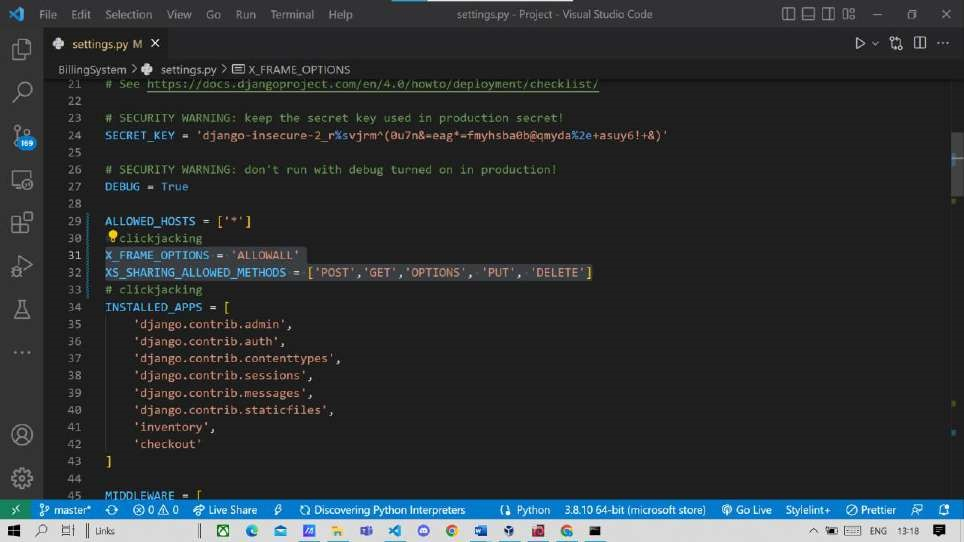 File Edit Selection View Go Run Terminal Help settings.py - Project - Visual Studio Code
settings.py M
BillingSystem > settings.py > X_FRAME_OPTIONS
21 # See https://docs.djangoproject.com/en/4.0/howto/deployment/checklist/
22
23 # SECURITY WARNING: keep the secret key used in production secret!
24 SECRET_KEY = 'django-insecure-2_r%svjrm^(0u7n&=eag*=fmyhsba0b@qmyda%2e+asuy6!+&)'
25
26 # SECURITY WARNING: don't run with debug turned on in production!
27 DEBUG = True
28
29 ALLOWED_HOSTS = ['*']
30 clickjacking
31 X_FRAME_OPTIONS = 'ALLOWALL'
32 XS_SHARING_ALLOWED_METHODS = ['POST','GET','OPTIONS', 'PUT', 'DELETE']
33 # clickjacking
34 INSTALLED_APPS = [
35 'django.contrib.admin',
36 'django.contrib.auth',
37 'django.contrib.contenttypes',
38 'django.contrib.sessions',
39 'django.contrib.messages',
40 'django.contrib.staticfiles',
41 'inventory',
42 'checkout'
43 ]
44
45 MIDDLEWARE = [
169
master* 0 0 Live Share Discovering Python Interpreters Python 3.8.10 64-bit (microsoft store) Go Live Stylelint+ Prettier
Links ENG 13:18